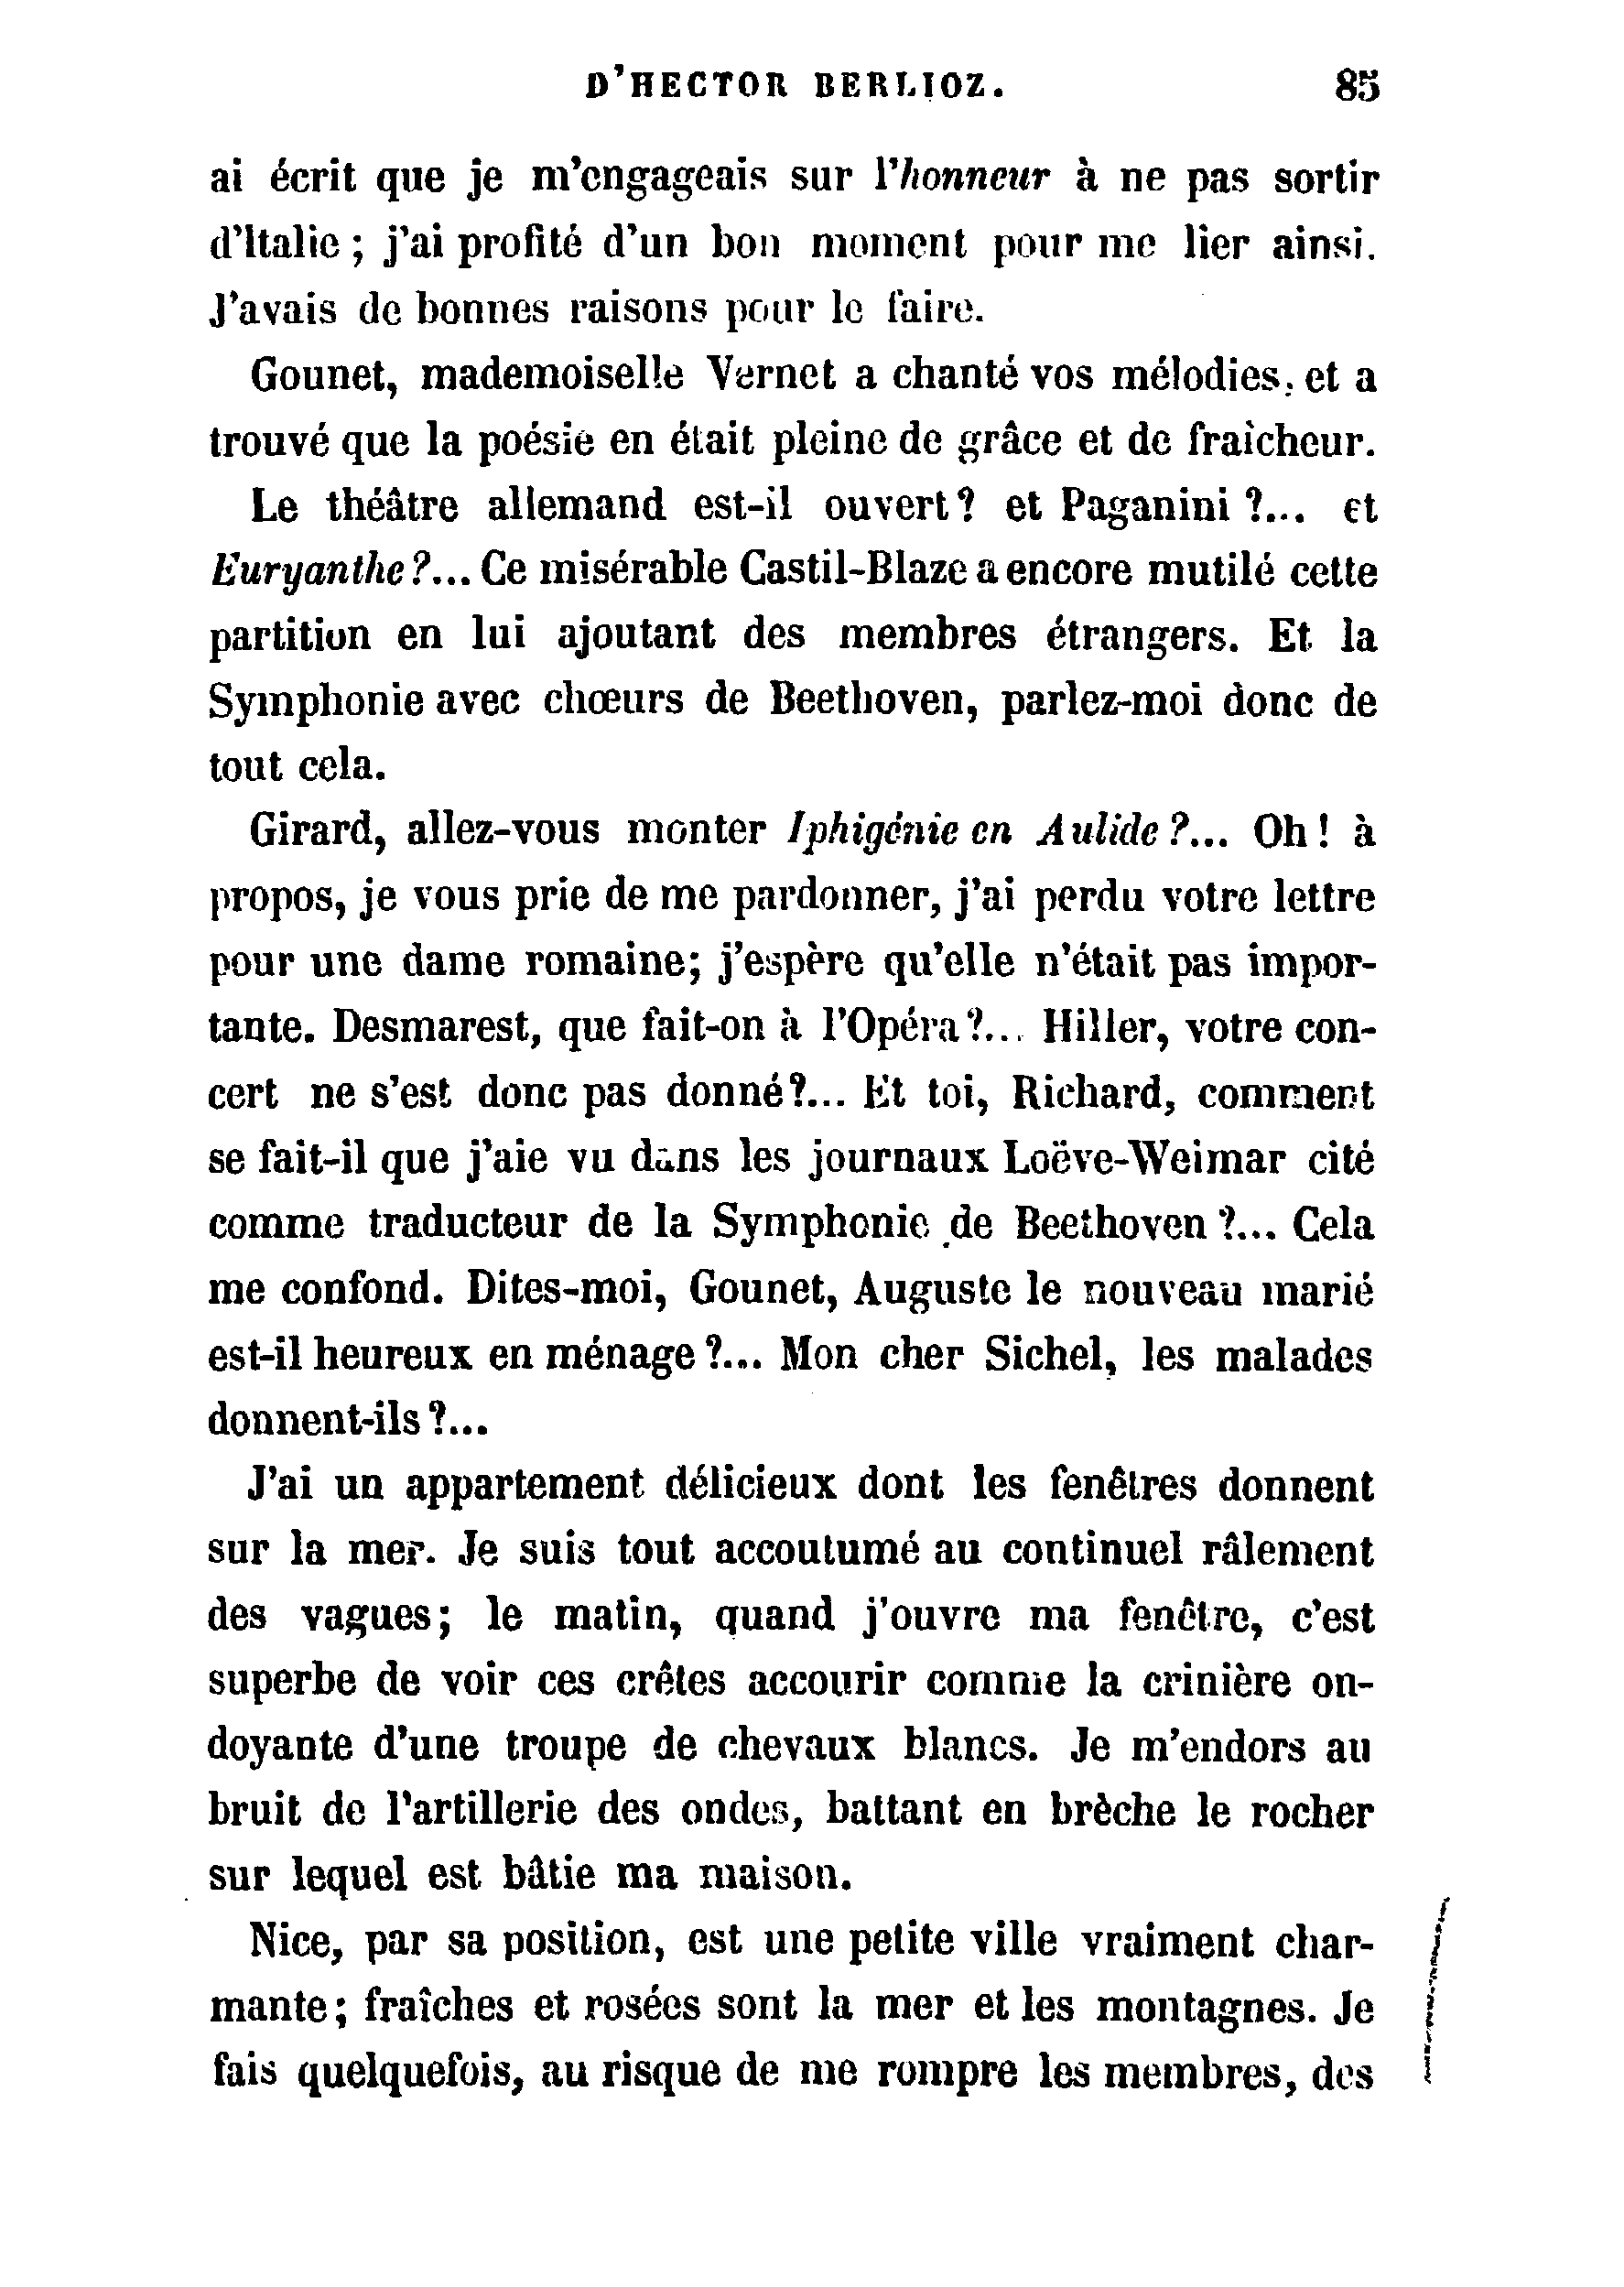 D'HECTOR BERLIOZ. 85
ai écrit que je m'engageais sur l'honneur à ne pas sortir
d'Italie ; j'ai profité d'un bon moment pour me lier ainsi.
J'avais de bonnes raisons pour le faire.
Gounet, mademoiselle Vernet a chanté vos mélodies, et a
trouvé que la poésie en était pleine de grâce et de fraîcheur.
Le théâtre allemand est-il ouvert ? et Paganini ?... et
Euryanthe ?... Ce misérable Castil-Blaze a encore mutilé cette
partition en lui ajoutant des membres étrangers. Et la
Symphonie avec chœurs de Beethoven, parlez-moi donc de
tout cela.
Girard, allez-vous monter Iphigénie en Aulide ?... Oh ! à
propos, je vous prie de me pardonner, j'ai perdu votre lettre
pour une dame romaine; j'espère qu'elle n'était pas impor-
tante. Desmarest, que fait-on à l'Opéra ?... Hiller, votre con-
cert ne s'est donc pas donné ?... Et toi, Richard, comment
se fait-il que j'aie vu dans les journaux Loëve-Weimar cité
comme traducteur de la Symphonie de Beethoven ?... Cela
me confond. Dites-moi, Gounet, Auguste le nouveau marié
est-il heureux en ménage ?... Mon cher Sichel, les malades
donnent-ils ?...
J'ai un appartement délicieux dont les fenêtres donnent
sur la mer. Je suis tout accoutumé au continuel râlement
des vagues; le matin, quand j'ouvre ma fenêtre, c'est
superbe de voir ces crêtes accourir comme la crinière on-
doyante d'une troupe de chevaux blancs. Je m'endors au
bruit de l'artillerie des ondes, battant en brèche le rocher
sur lequel est bâtie ma maison.
Nice, par sa position, est une petite ville vraiment char-
mante; fraîches et rosées sont la mer et les montagnes. Je
fais quelquefois, au risque de me rompre les membres, des